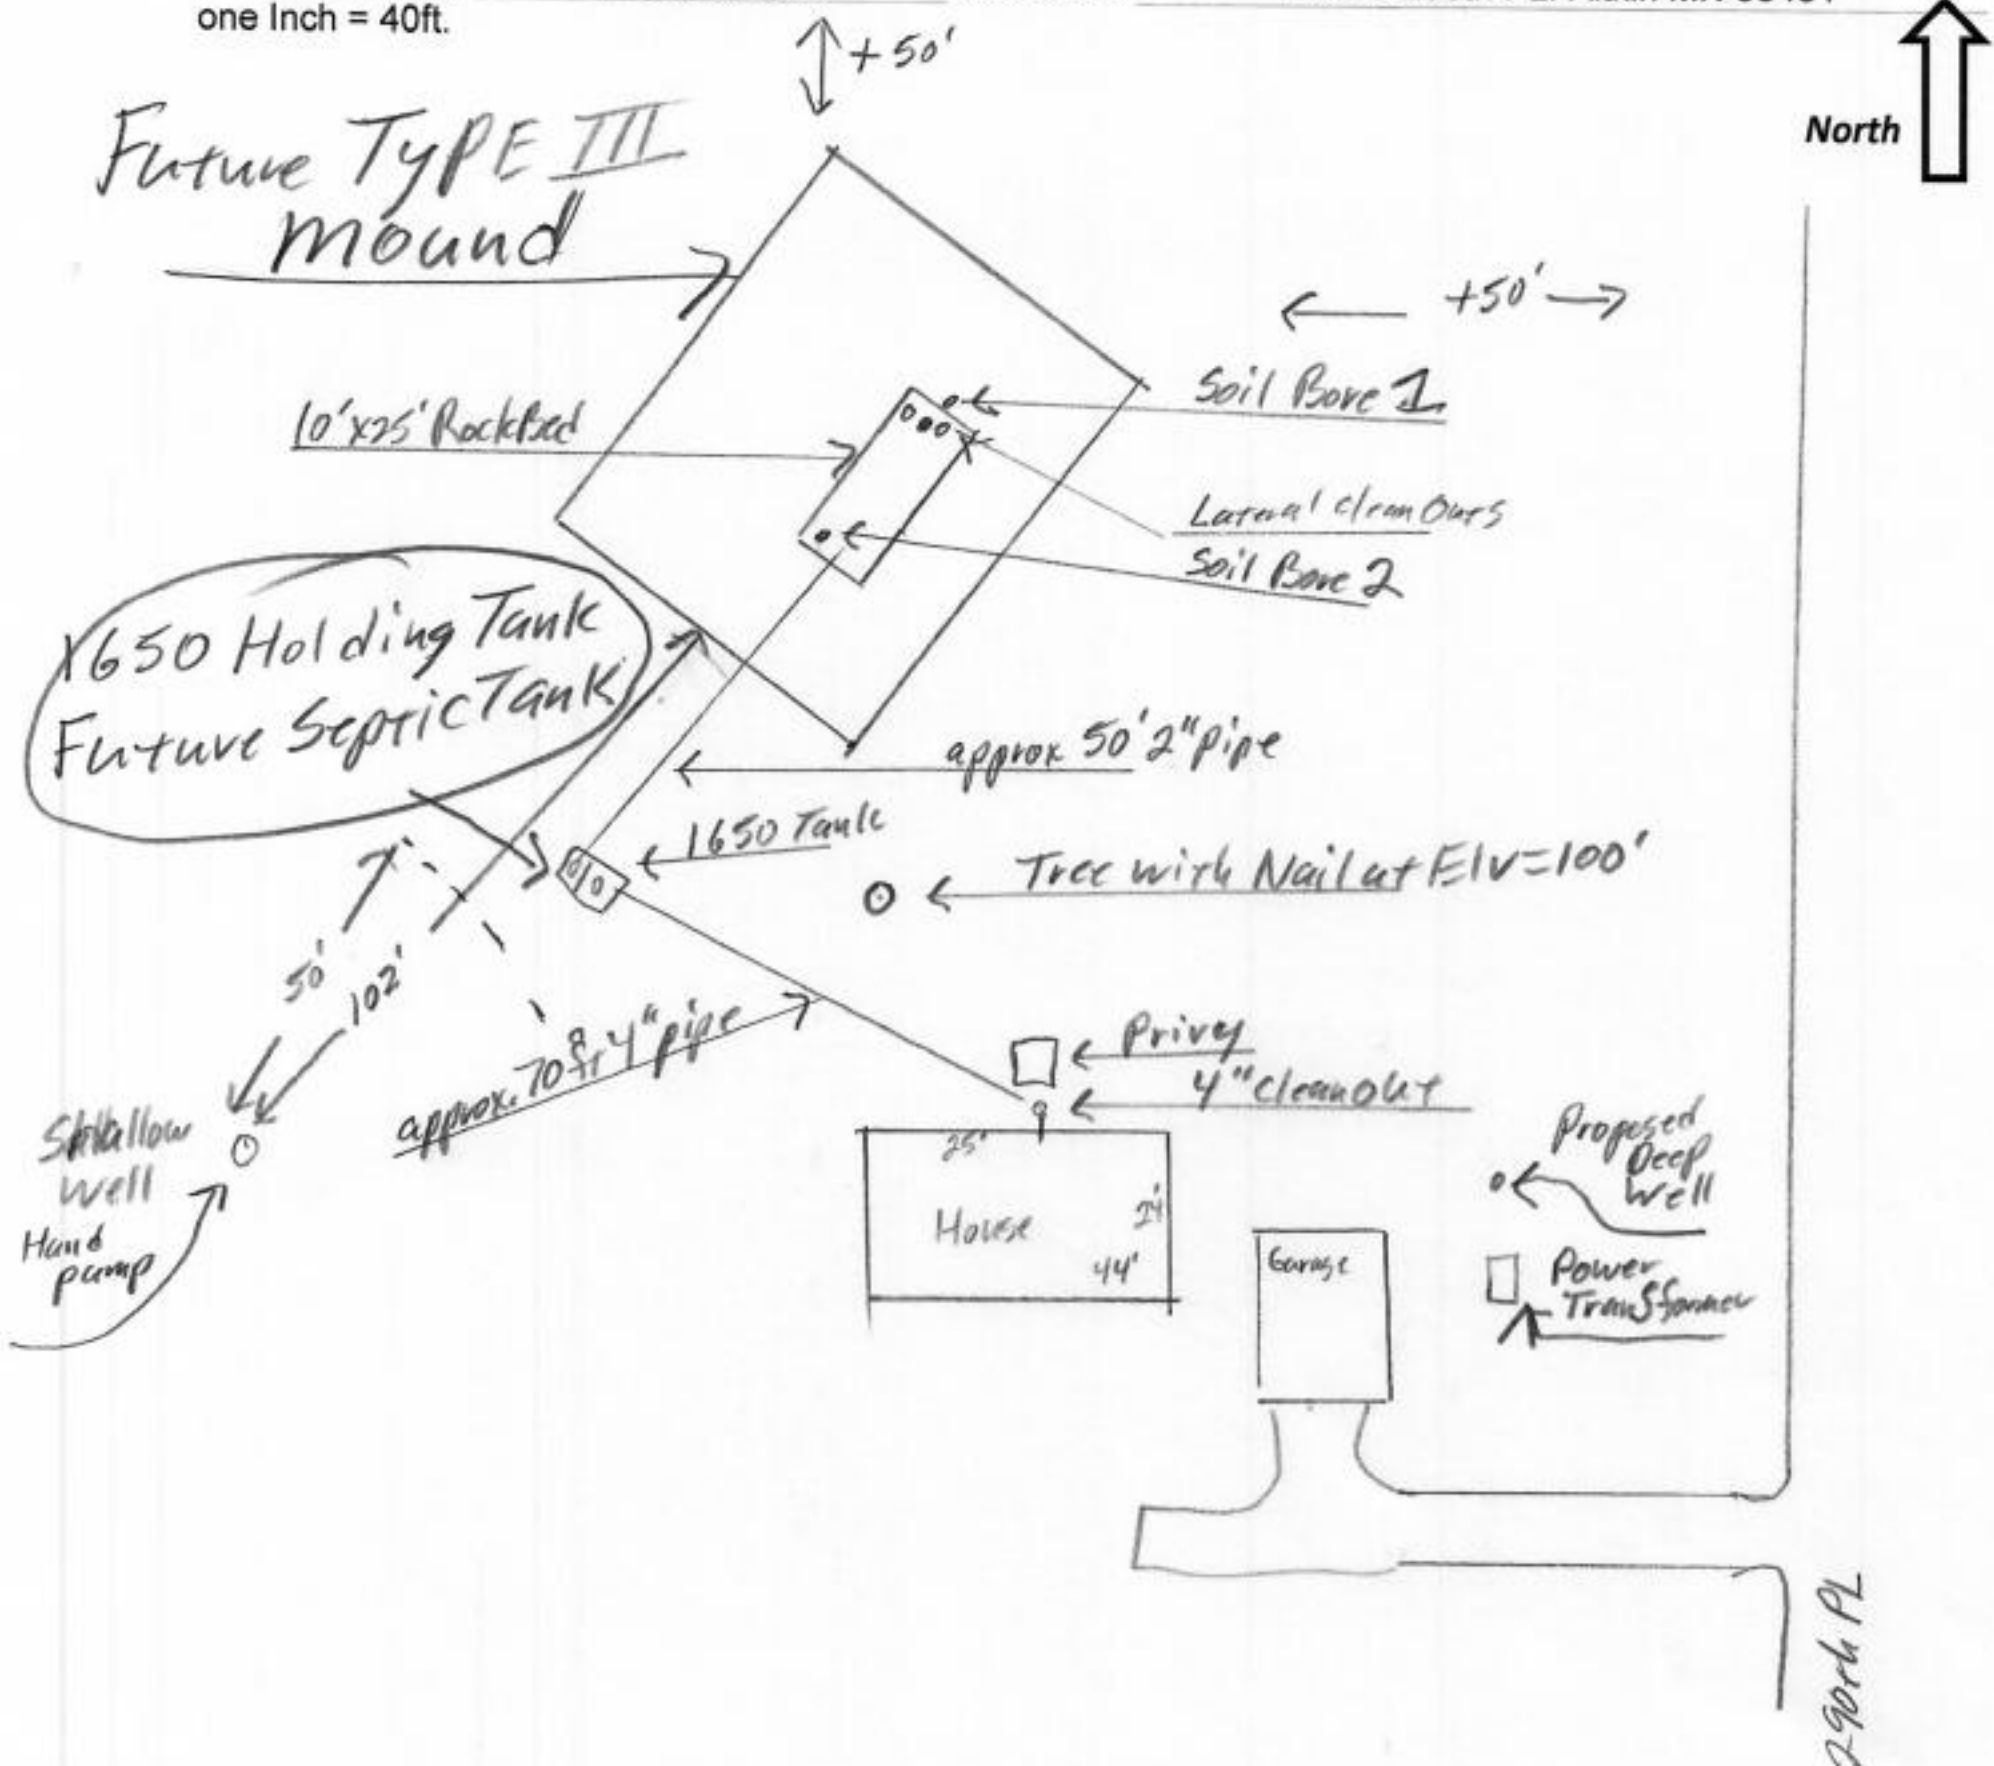 one Inch = 40ft.
+50'
North
Future TYPE III
mound
+50'
Soil Bore 1
10'x25' RockBed
Lateral clean Outs
Soil Bore 2
1650 Holding Tank
Future Septic Tank
approx 50' 2" pipe
1650 Tank
Tree with Nail at Elv=100'
50'
102'
approx. 70 ft 4" pipe
Privy
4" Cleanout
Shallow
well
Hand
pump
25'
House
24'
44'
Garage
Proposed
Deep
Well
Power
Transformer
290th PL